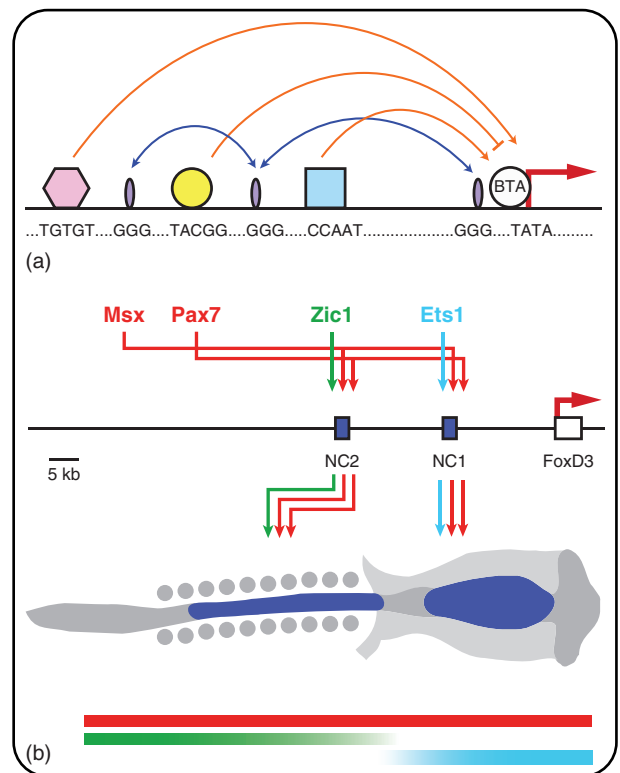 BTA
...TGTGT....GGG....TACGG....GGG.....CCAAT..................GGG....TATA.........
(a)
Msx Pax7 Zic1 Ets1
5 kb NC2 NC1 FoxD3
(b)